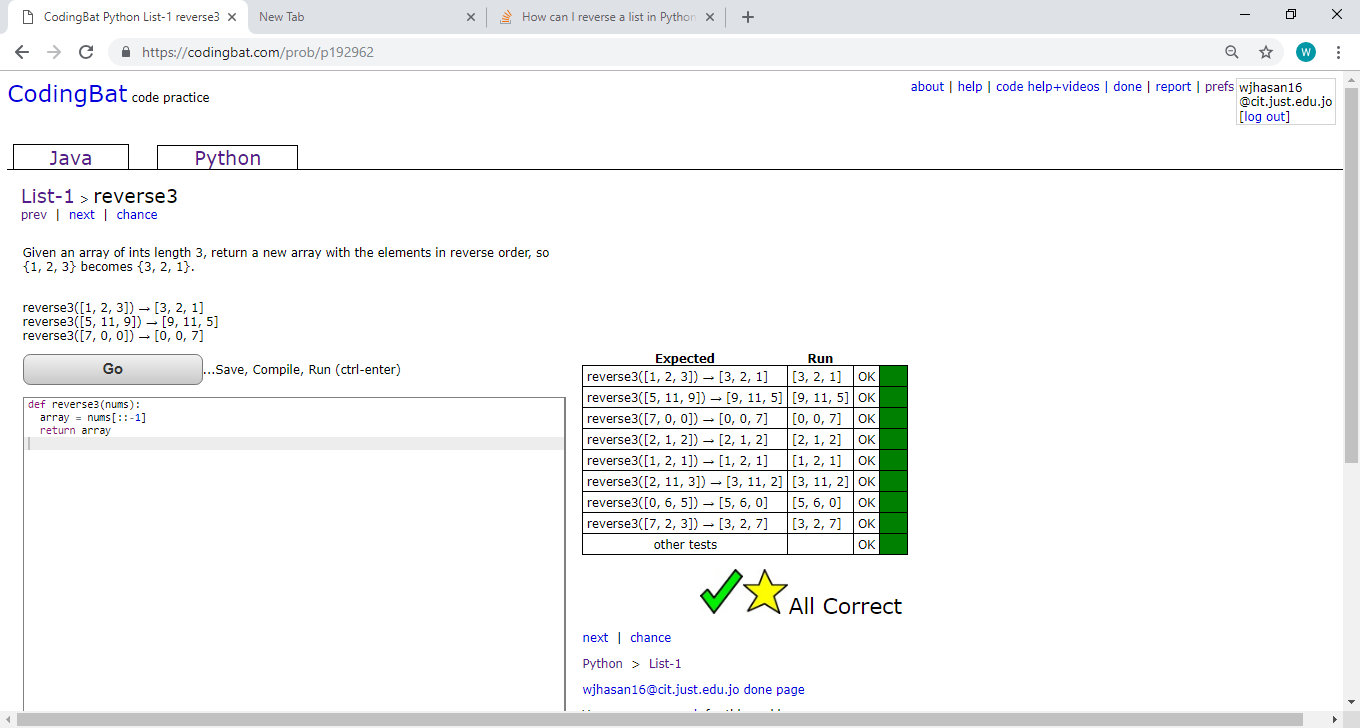 CodingBat Python List-1 reverse3
New Tab
How can I reverse a list in Python
https://codingbat.com/prob/p192962
W
CodingBat code practice
about | help | code help+videos | done | report | prefs
wjhasan16
@cit.just.edu.jo
[log out]
Java
Python
List-1 > reverse3
prev | next | chance
Given an array of ints length 3, return a new array with the elements in reverse order, so
{1, 2, 3} becomes {3, 2, 1}.
reverse3([1, 2, 3]) → [3, 2, 1]
reverse3([5, 11, 9]) → [9, 11, 5]
reverse3([7, 0, 0]) → [0, 0, 7]
Go
...Save, Compile, Run (ctrl-enter)
def reverse3(nums):
  array = nums[::-1]
  return array
Expected Run
reverse3([1, 2, 3]) → [3, 2, 1] [3, 2, 1] OK
reverse3([5, 11, 9]) → [9, 11, 5] [9, 11, 5] OK
reverse3([7, 0, 0]) → [0, 0, 7] [0, 0, 7] OK
reverse3([2, 1, 2]) → [2, 1, 2] [2, 1, 2] OK
reverse3([1, 2, 1]) → [1, 2, 1] [1, 2, 1] OK
reverse3([2, 11, 3]) → [3, 11, 2] [3, 11, 2] OK
reverse3([0, 6, 5]) → [5, 6, 0] [5, 6, 0] OK
reverse3([7, 2, 3]) → [3, 2, 7] [3, 2, 7] OK
other tests OK
All Correct
next | chance
Python > List-1
wjhasan16@cit.just.edu.jo done page